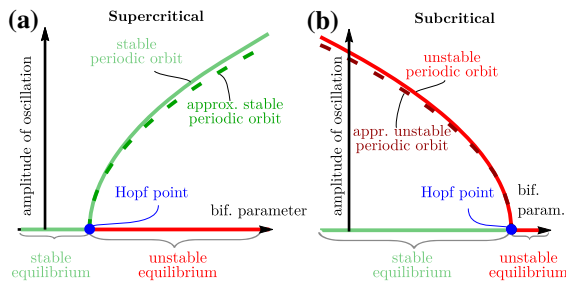 (a)
Supercritical
amplitude of oscillation
stable
periodic orbit
approx. stable
periodic orbit
Hopf point
bif. parameter
stable
equilibrium
unstable
equilibrium
(b)
Subcritical
amplitude of oscillation
unstable
periodic orbit
appr. unstable
periodic orbit
Hopf point
bif.
param.
stable
equilibrium
unstable
equilibrium